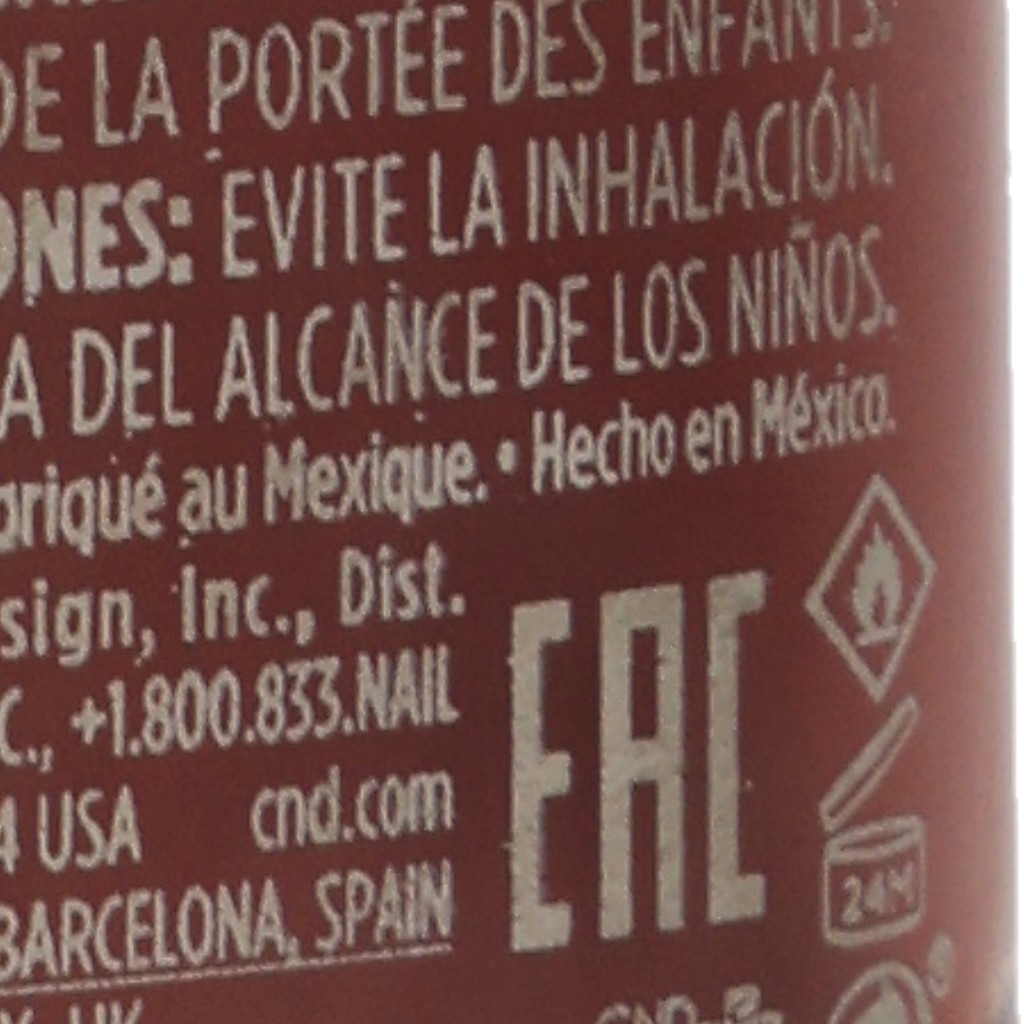 DE LA PORTÉE DES ENFANTS.
ONES: EVITE LA INHALACIÓN.
A DEL ALCANCE DE LOS NIÑOS.
briqué au Mexique. • Hecho en México.
sign, Inc., Dist.
C., +1.800.833.NAIL
4 USA cnd.com
BARCELONA, SPAIN
EAC
24M
UK